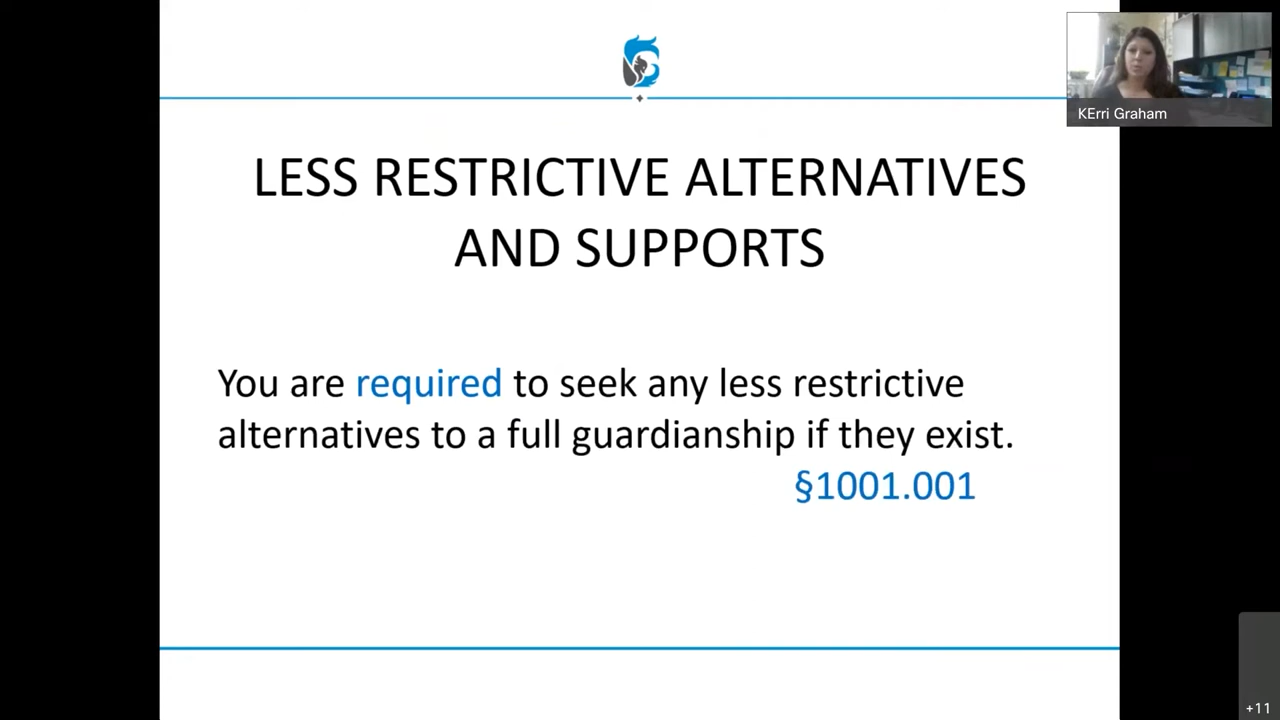 KErri Graham
LESS RESTRICTIVE ALTERNATIVES
AND SUPPORTS
You are required to seek any less restrictive
alternatives to a full guardianship if they exist.
§1001.001
+11